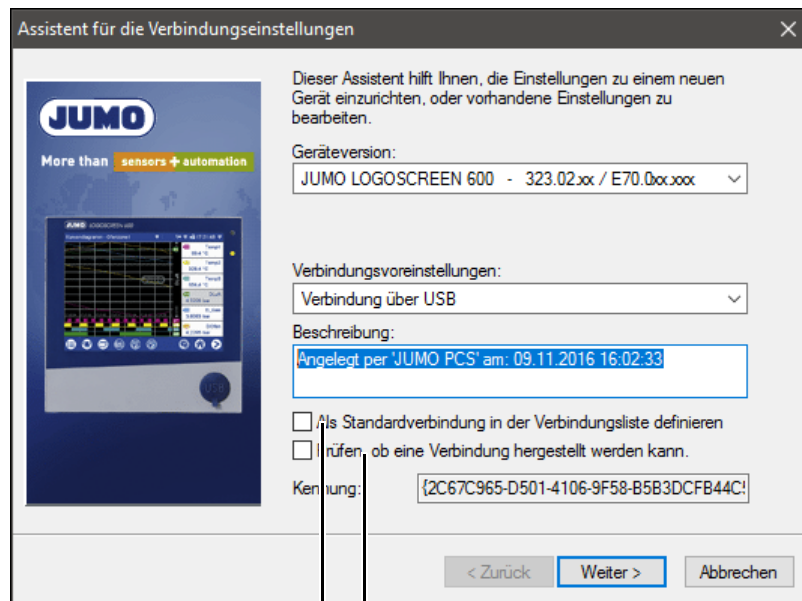 Assistent für die Verbindungseinstellungen
Dieser Assistent hilft Ihnen, die Einstellungen zu einem neuen
Gerät einzurichten, oder vorhandene Einstellungen zu
bearbeiten.
JUMO
More than sensors + automation
Geräteversion:
JUMO LOGOSCREEN 600 - 323.02.xx / E70.0xx.xxx
Verbindungsvoreinstellungen:
Verbindung über USB
Beschreibung:
Angelegt per 'JUMO PCS' am: 09.11.2016 16:02:33
Als Standardverbindung in der Verbindungsliste definieren
Prüfen, ob eine Verbindung hergestellt werden kann.
Kennung:
{2C67C965-D501-4106-9F58-B5B3DCFB44C
USB
< Zurück
Weiter >
Abbrechen